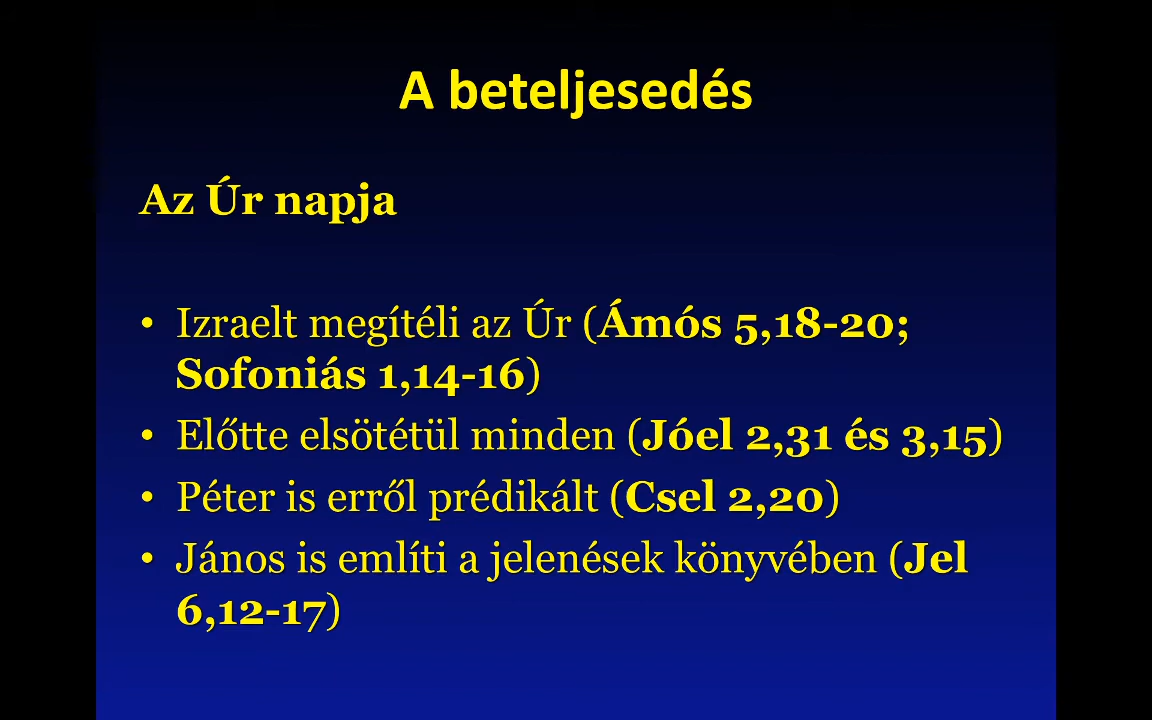 A beteljesedés
Az Úr napja
• Izraelt megítéli az Úr (Ámós 5,18-20;
Sofoniás 1,14-16)
• Előtte elsötétül minden (Jóel 2,31 és 3,15)
• Péter is erről prédikált (Csel 2,20)
• János is említi a jelenések könyvében (Jel
6,12-17)